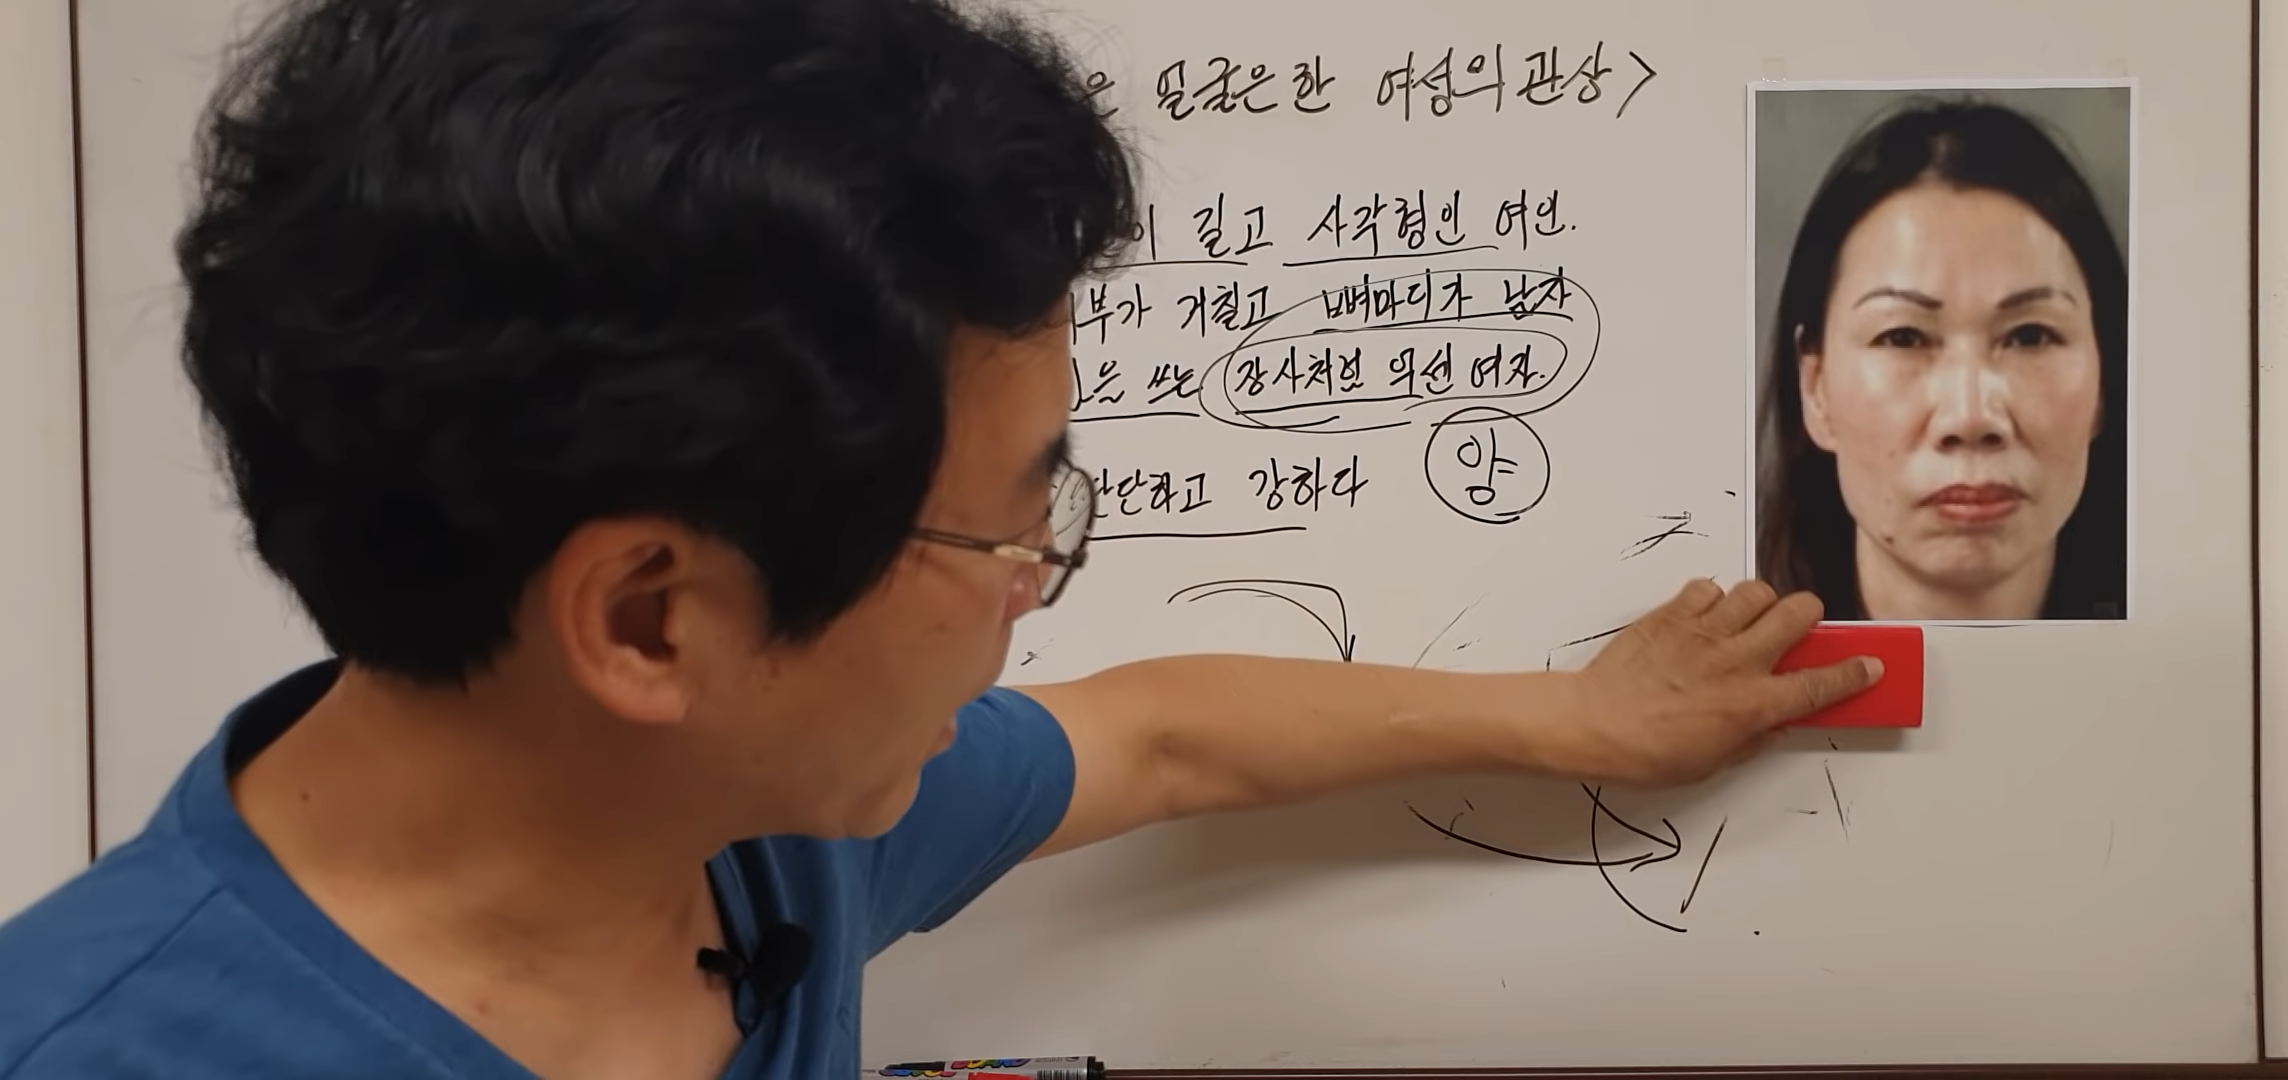 은 얼굴은한 여성의관상>
이 길고 사각형인 여인.
부가 거칠고 뼈마디가 남자
은 쓰는 장사처럼 억센 여자.
단단하고 강하다 양